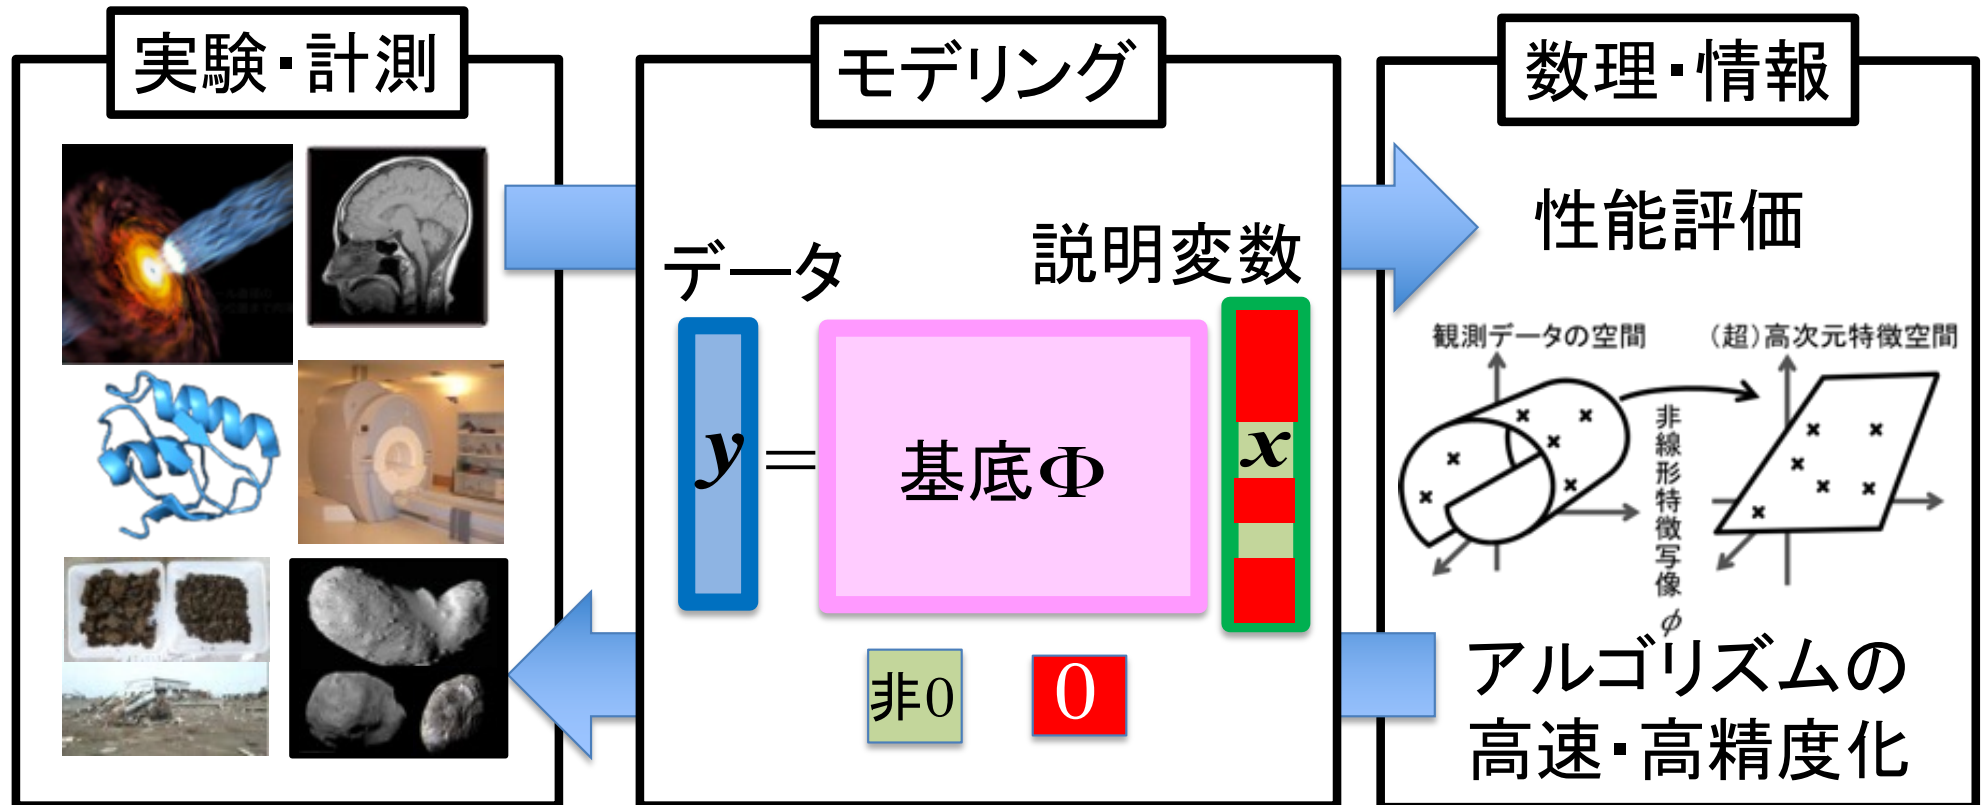 実験・計測
モデリング
データ
説明変数
y
=
基底Φ
x
非0
0
数理・情報
性能評価
観測データの空間
(超)高次元特徴空間
非線形特徴写像 φ
アルゴリズムの
高速・高精度化